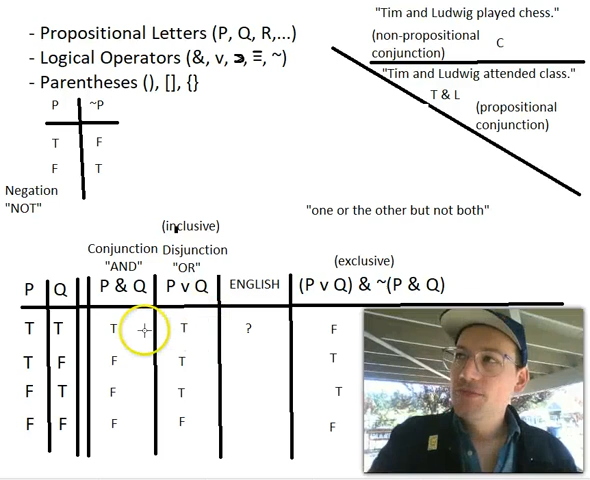 - Propositional Letters (P, Q, R,...)
- Logical Operators (&, v, ⊃, ≡, ~)
- Parentheses (), [], {}
P ~P
T F
F T
Negation
"NOT"
"Tim and Ludwig played chess."
(non-propositional
conjunction)
C
"Tim and Ludwig attended class."
T & L
(propositional
conjunction)
"one or the other but not both"
(inclusive)
Conjunction Disjunction
"AND" "OR"
(exclusive)
P Q P & Q P v Q ENGLISH (P v Q) & ~(P & Q)
T T T T ? F
T F F T T
F T F T T
F F F F F